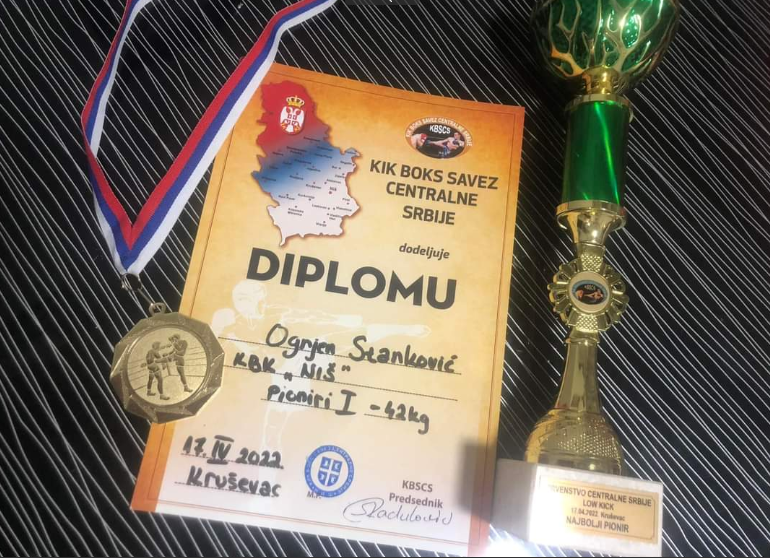 KBSCS
KIK BOKS SAVEZ
CENTRALNE
SRBIJE
dodeljuje
DIPLOMU
Ognjen Stanković
KBK „NIŠ"
Pioniri I -42kg
17. IV 2022
Kruševac
M.P.
KBSCS
Predsednik
KBSCS
CENTRALNE SRBIJE
LOW KICK
17.04.2022 Kruševac
NAJBOLJI PIONIR